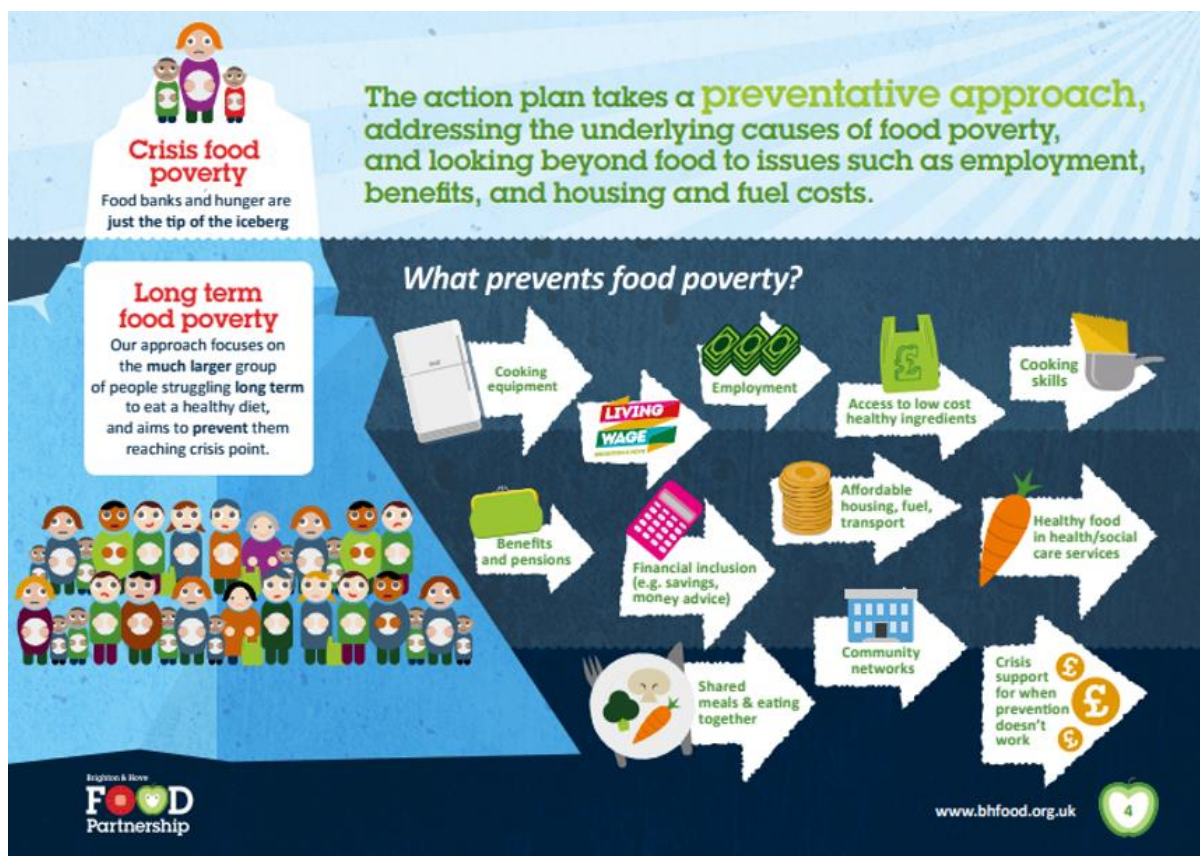 The action plan takes a preventative approach,
addressing the underlying causes of food poverty,
and looking beyond food to issues such as employment,
benefits, and housing and fuel costs.
Crisis food
poverty
Food banks and hunger are
just the tip of the iceberg
Long term
food poverty
Our approach focuses on
the much larger group
of people struggling long term
to eat a healthy diet,
and aims to prevent them
reaching crisis point.
What prevents food poverty?
Cooking
equipment
LIVING
WAGE
BRIGHTON & HOVE
Employment
£
Access to low cost
healthy ingredients
Cooking
skills
Benefits
and pensions
Financial inclusion
(e.g. savings,
money advice)
Affordable
housing, fuel,
transport
Healthy food
in health/social
care services
Shared
meals & eating
together
Community
networks
Crisis
support
for when
prevention
doesn't
work
£
£
£
Brighton & Hove
FOOD
Partnership
www.bhfood.org.uk
4